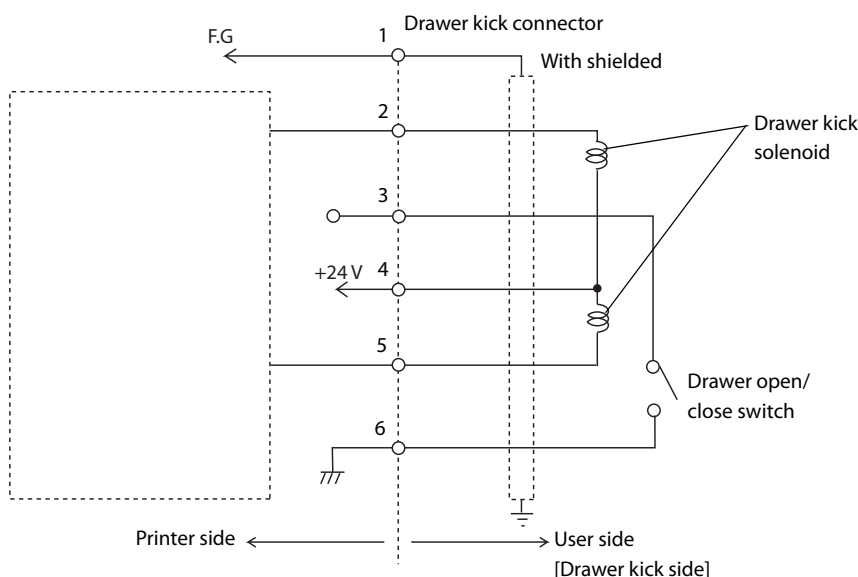 Drawer kick connector
F.G
1
With shielded
2
Drawer kick
solenoid
3
+24 V
4
5
Drawer open/
close switch
6
Printer side
User side
[Drawer kick side]